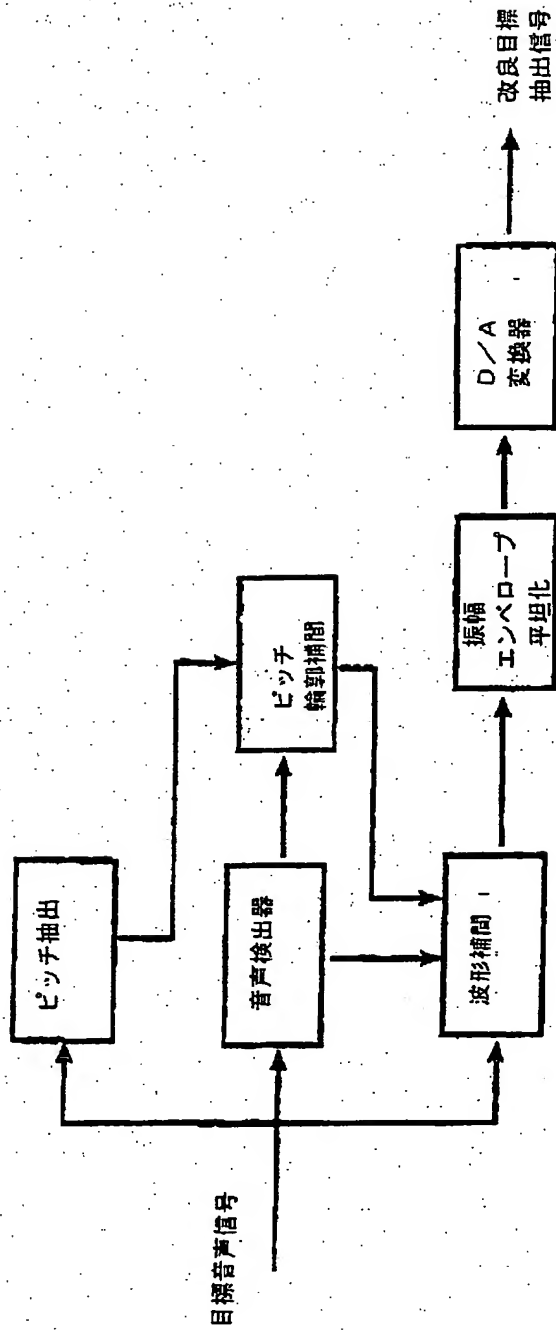 目標音声信号
ピッチ抽出
音声検出器
ピッチ
輪郭補間
波形補間
振幅
エンベロープ
平坦化
D/A
変換器
改良目標
抽出信号